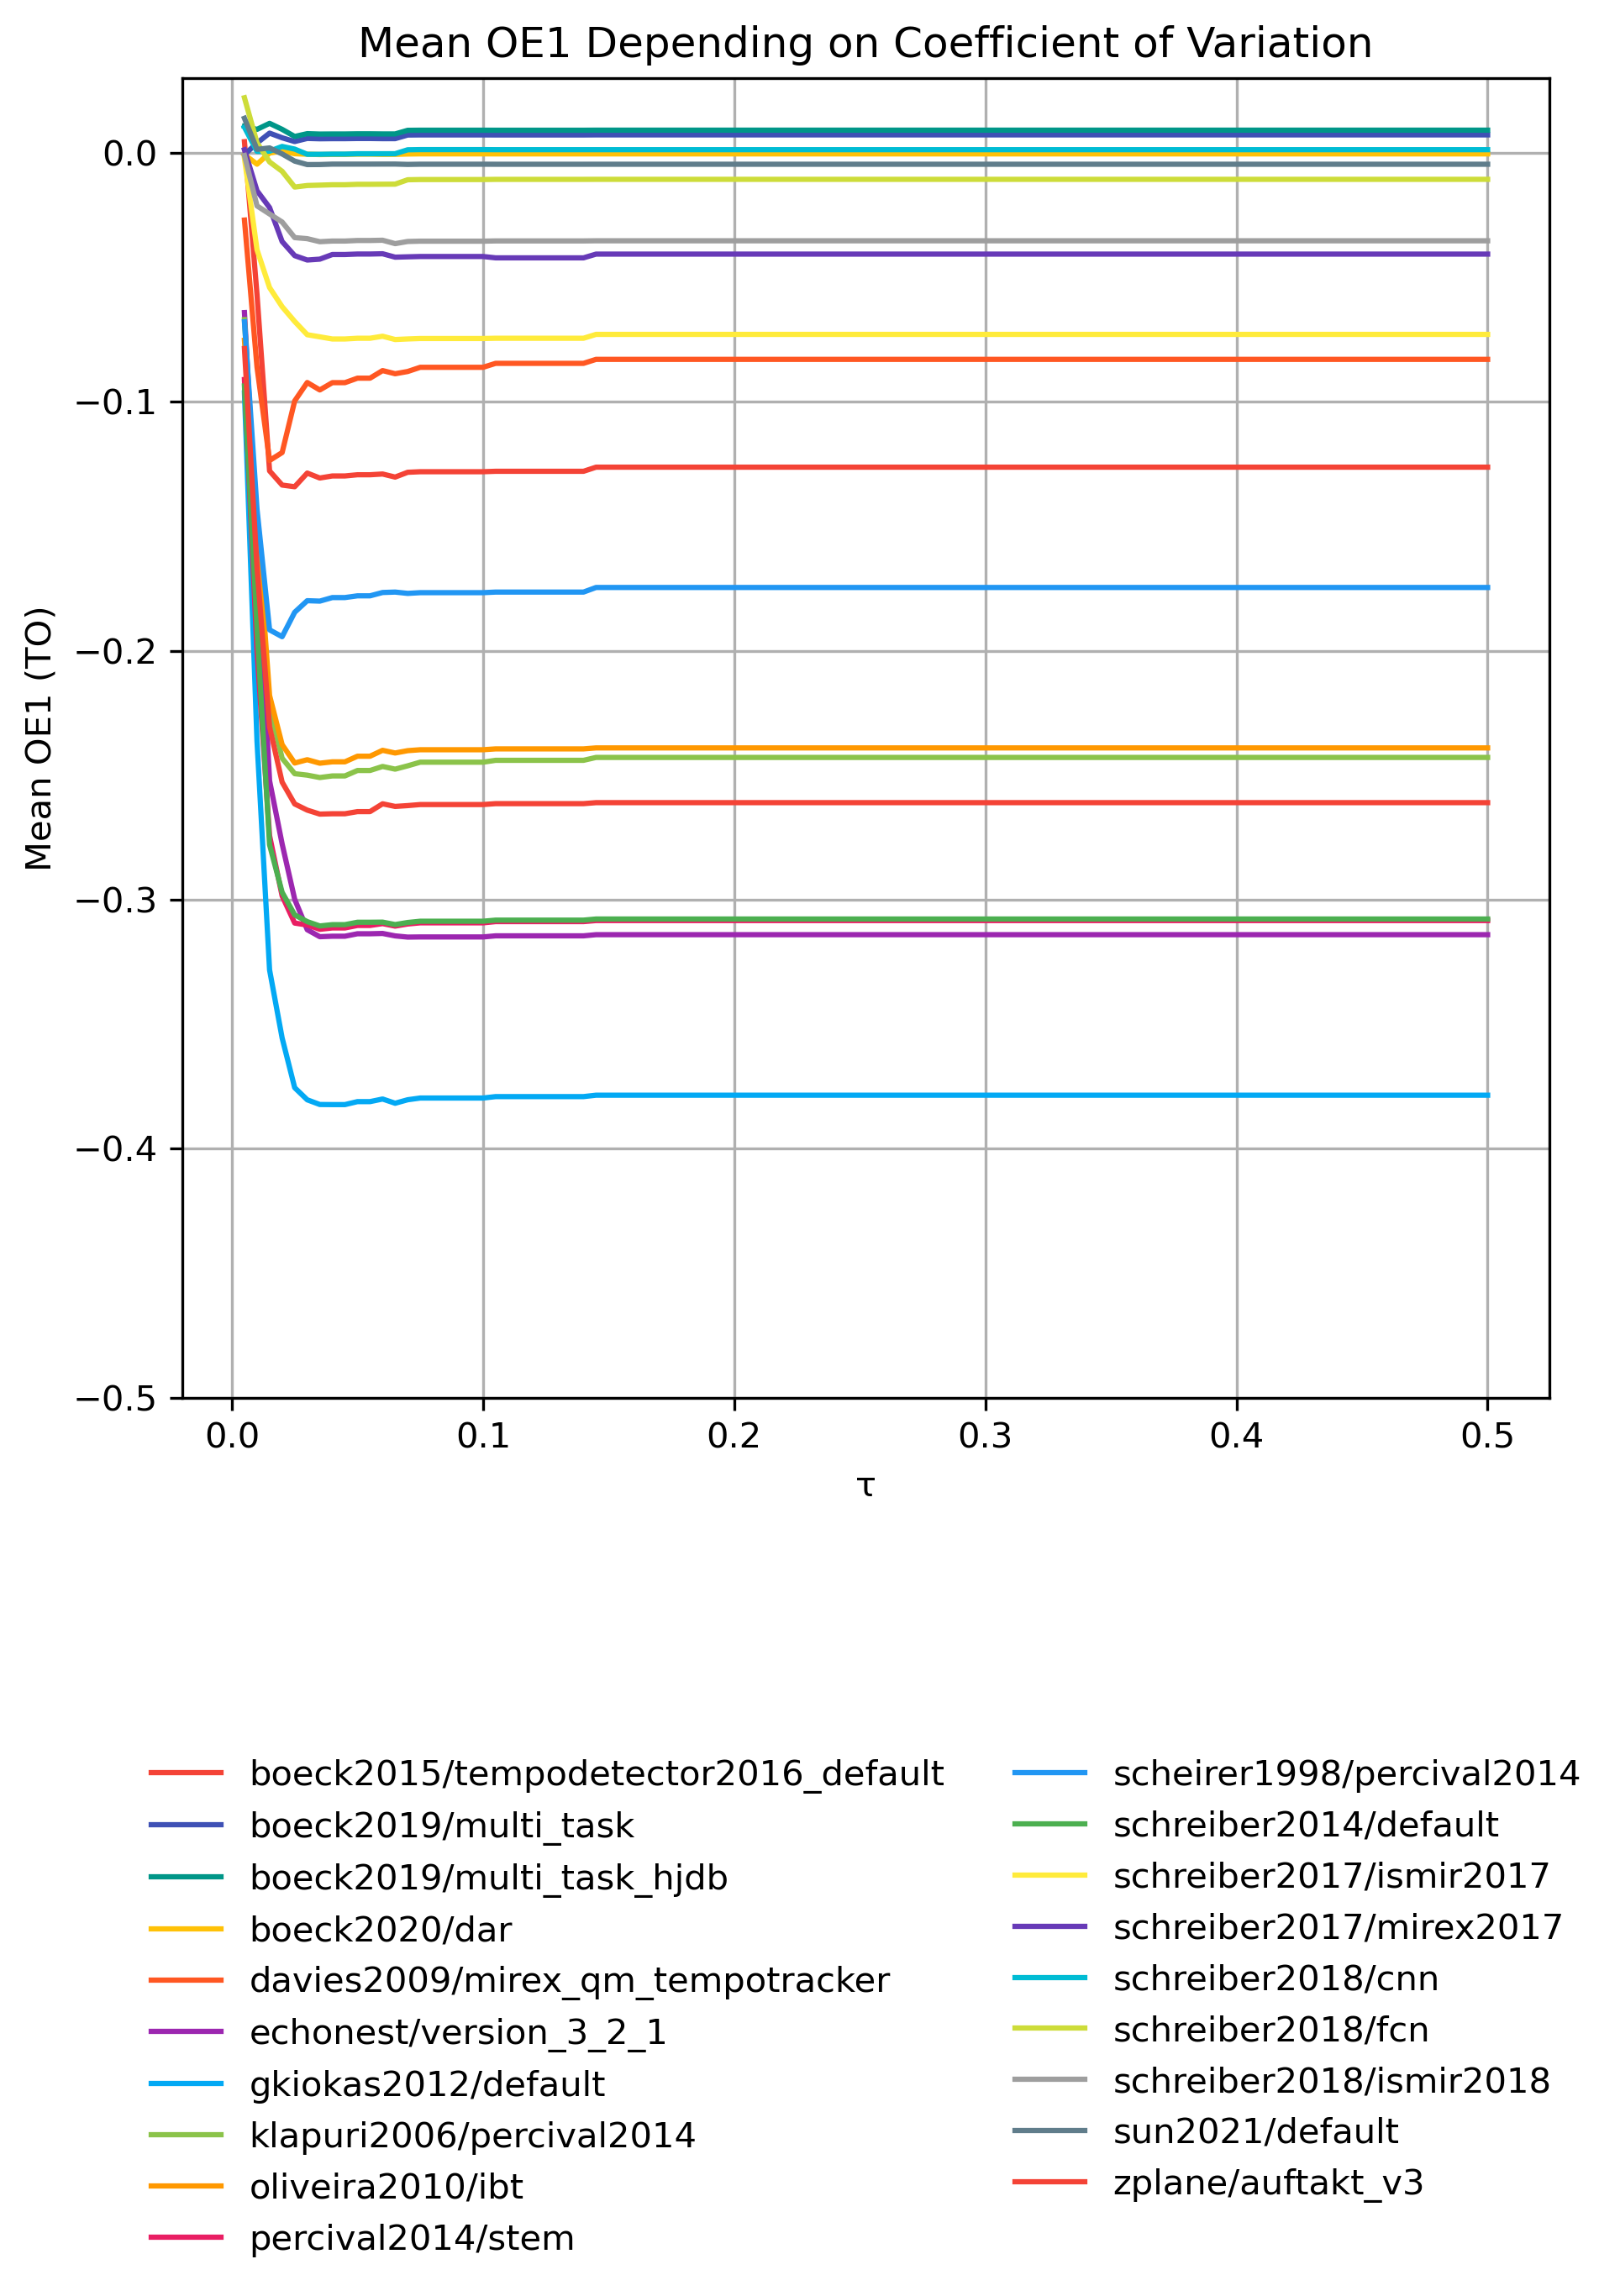 Mean OE1 Depending on Coefficient of Variation
Mean OE1 (TO)
0.0
−0.1
−0.2
−0.3
−0.4
−0.5
0.0 0.1 0.2 0.3 0.4 0.5
τ
boeck2015/tempodetector2016_default
boeck2019/multi_task
boeck2019/multi_task_hjdb
boeck2020/dar
davies2009/mirex_qm_tempotracker
echonest/version_3_2_1
gkiokas2012/default
klapuri2006/percival2014
oliveira2010/ibt
percival2014/stem
scheirer1998/percival2014
schreiber2014/default
schreiber2017/ismir2017
schreiber2017/mirex2017
schreiber2018/cnn
schreiber2018/fcn
schreiber2018/ismir2018
sun2021/default
zplane/auftakt_v3